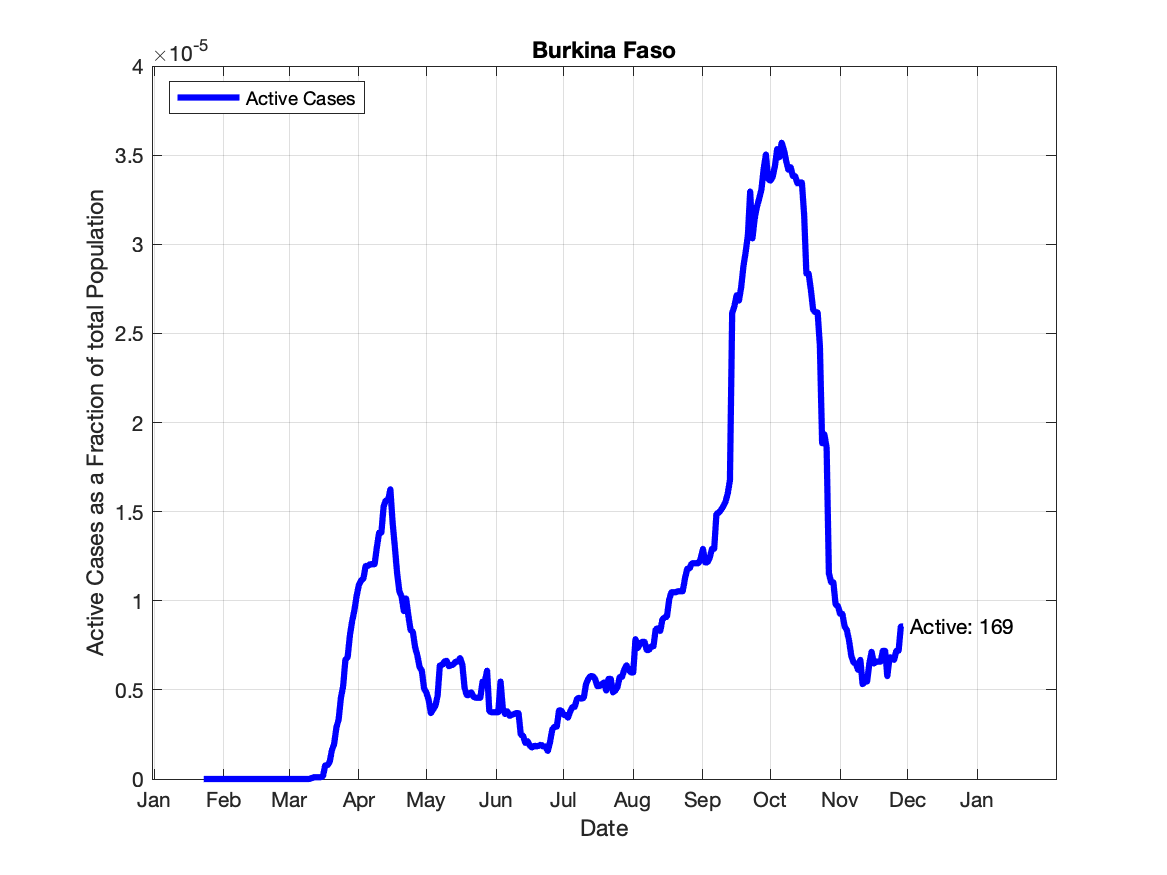 Burkina Faso
×10-5
Active Cases
4
3.5
3
2.5
2
1.5
1
0.5
0
Active Cases as a Fraction of total Population
Active: 169
Jan Feb Mar Apr May Jun Jul Aug Sep Oct Nov Dec Jan
Date